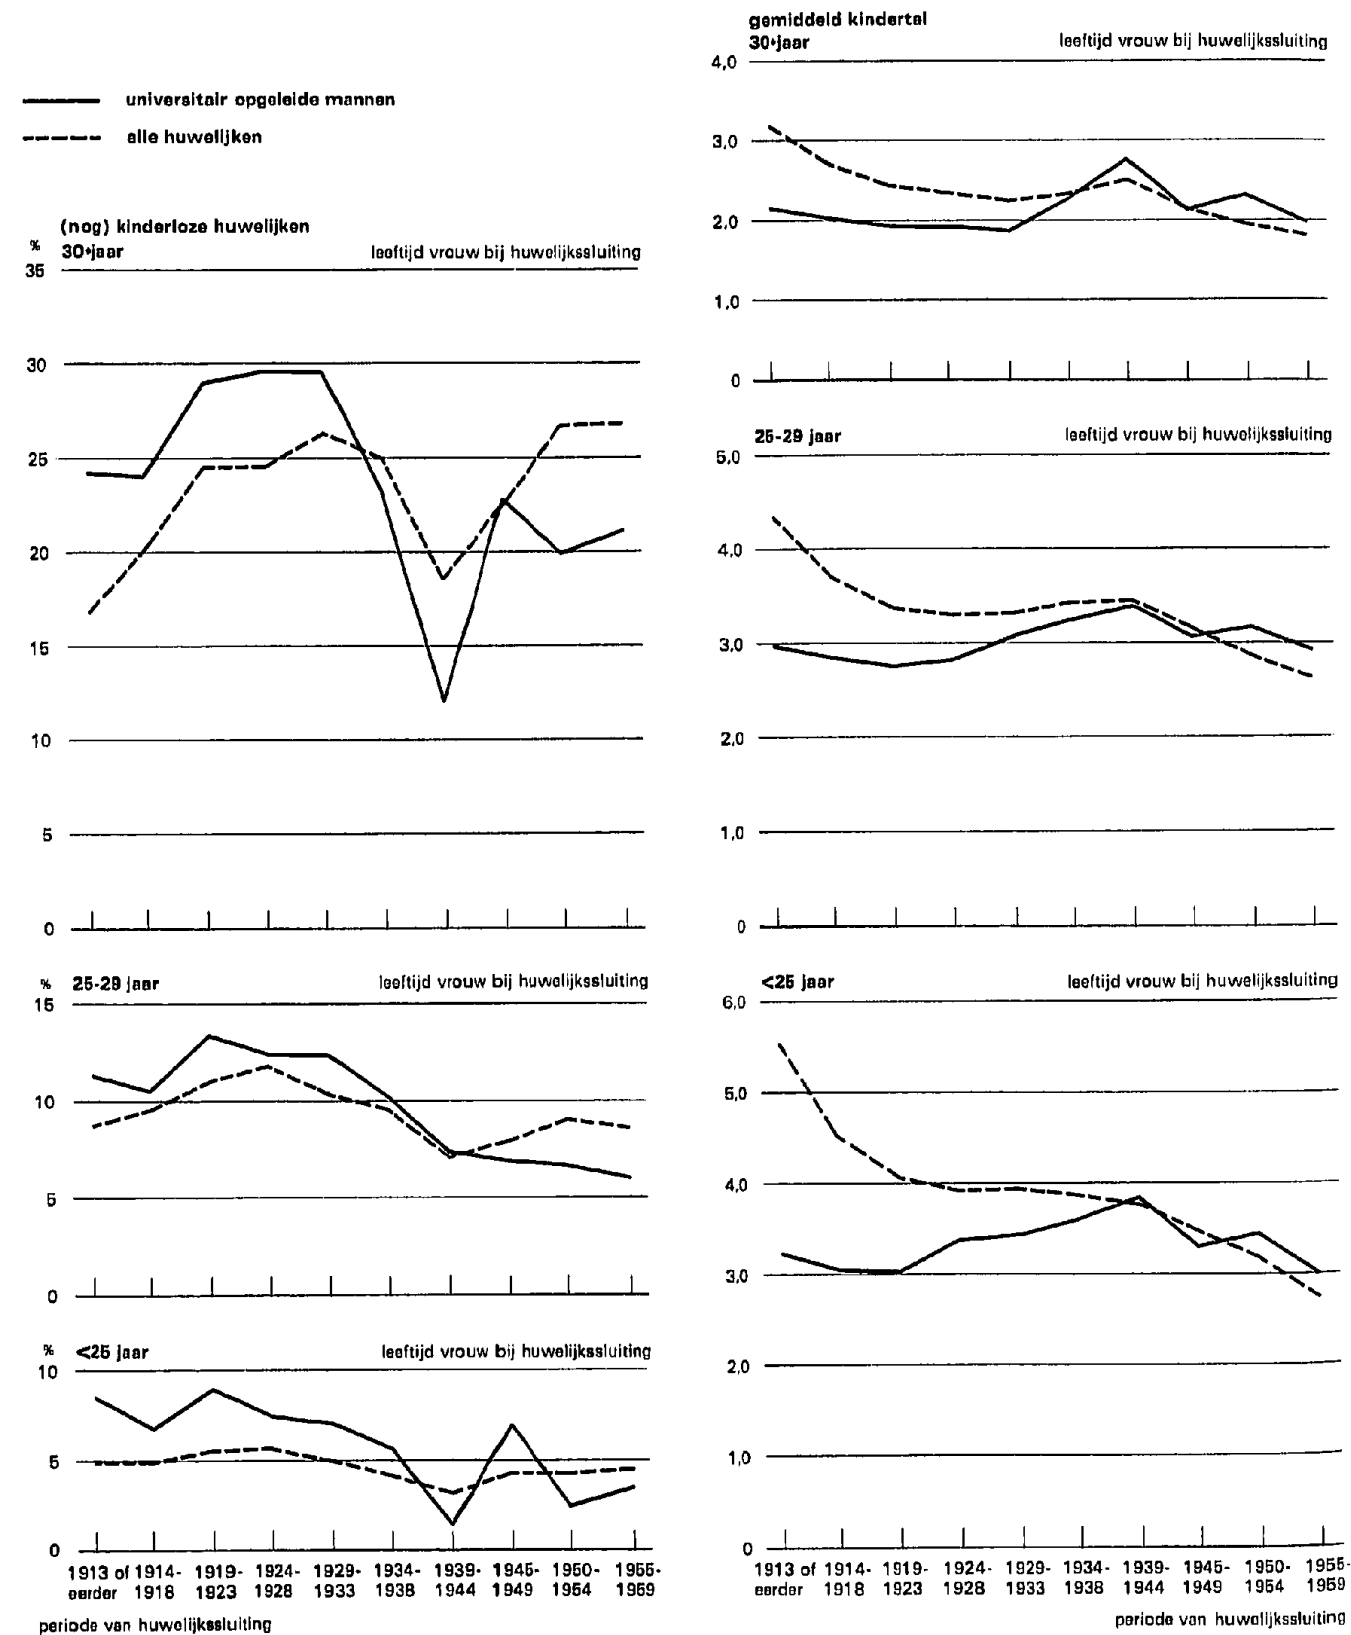 universitair opgeleide mannen
alle huwelijken
(nog) kinderloze huwelijken
%
30+jaar leeftijd vrouw bij huwelijkssluiting
35
30
25
20
15
10
5
0
% 25-29 jaar leeftijd vrouw bij huwelijkssluiting
15
10
5
0
% <25 jaar leeftijd vrouw bij huwelijkssluiting
10
5
0
1913 of 1914- 1919- 1924- 1929- 1934- 1939- 1945- 1950- 1955-
eerder 1918 1923 1928 1933 1938 1944 1949 1954 1959
periode van huwelijkssluiting
gemiddeld kindertal
30+jaar leeftijd vrouw bij huwelijkssluiting
4,0
3,0
2,0
1,0
0
25-29 jaar leeftijd vrouw bij huwelijkssluiting
5,0
4,0
3,0
2,0
1,0
0
<25 jaar leeftijd vrouw bij huwelijkssluiting
6,0
5,0
4,0
3,0
2,0
1,0
0
1913 of 1914- 1919- 1924- 1929- 1934- 1939- 1945- 1950- 1955-
eerder 1918 1923 1928 1933 1938 1944 1949 1954 1959
periode van huwelijkssluiting